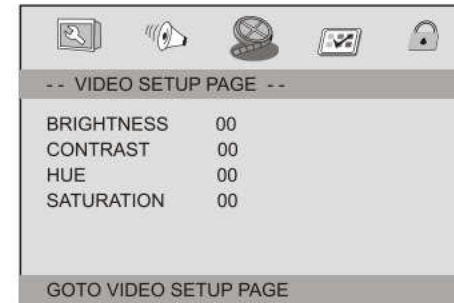 -- VIDEO SETUP PAGE --
BRIGHTNESS 00
CONTRAST 00
HUE 00
SATURATION 00
GOTO VIDEO SETUP PAGE